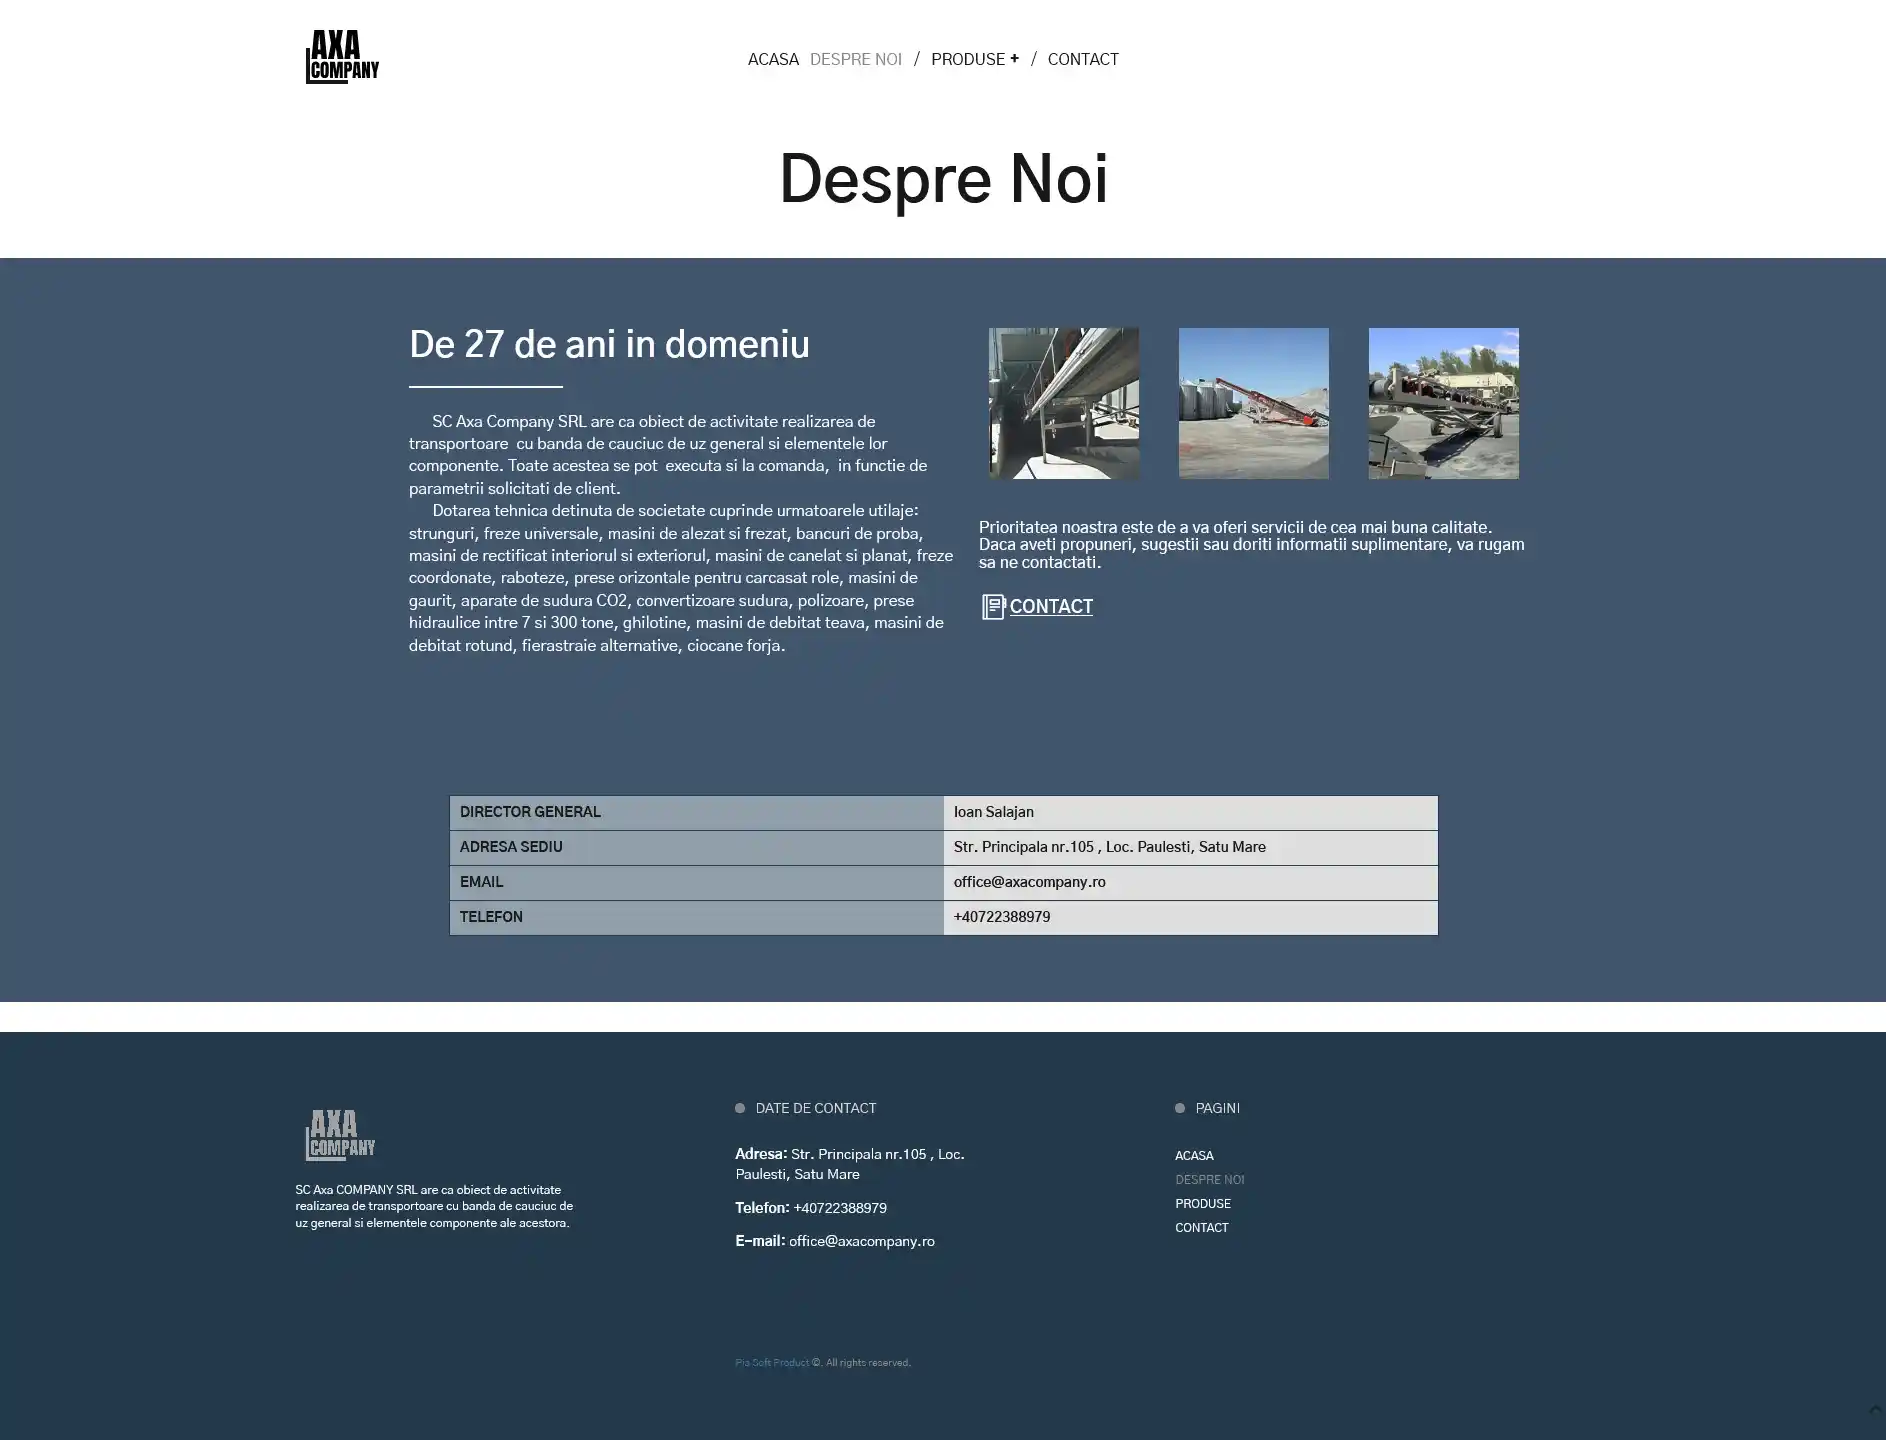 AXA
COMPANY
ACASA DESPRE NOI / PRODUSE + / CONTACT
Despre Noi
De 27 de ani in domeniu
SC Axa Company SRL are ca obiect de activitate realizarea de
transportoare  cu banda de cauciuc de uz general si elementele lor
componente. Toate acestea se pot  executa si la comanda,  in functie de
parametrii solicitati de client.
Dotarea tehnica detinuta de societate cuprinde urmatoarele utilaje:
strunguri, freze universale, masini de alezat si frezat, bancuri de proba,
masini de rectificat interiorul si exteriorul, masini de canelat si planat, freze
coordonate, raboteze, prese orizontale pentru carcasat role, masini de
gaurit, aparate de sudura CO2, convertizoare sudura, polizoare, prese
hidraulice intre 7 si 300 tone, ghilotine, masini de debitat teava, masini de
debitat rotund, fierastraie alternative, ciocane forja.
Prioritatea noastra este de a va oferi servicii de cea mai buna calitate.
Daca aveti propuneri, sugestii sau doriti informatii suplimentare, va rugam
sa ne contactati.
CONTACT
DIRECTOR GENERAL Ioan Salajan
ADRESA SEDIU Str. Principala nr.105 , Loc. Paulesti, Satu Mare
EMAIL office@axacompany.ro
TELEFON +40722388979
AXA
COMPANY
SC Axa COMPANY SRL are ca obiect de activitate
realizarea de transportoare cu banda de cauciuc de
uz general si elementele componente ale acestora.
DATE DE CONTACT
Adresa: Str. Principala nr.105 , Loc.
Paulesti, Satu Mare
Telefon: +40722388979
E-mail: office@axacompany.ro
PAGINI
ACASA
DESPRE NOI
PRODUSE
CONTACT
Pia Soft Product ©. All rights reserved.